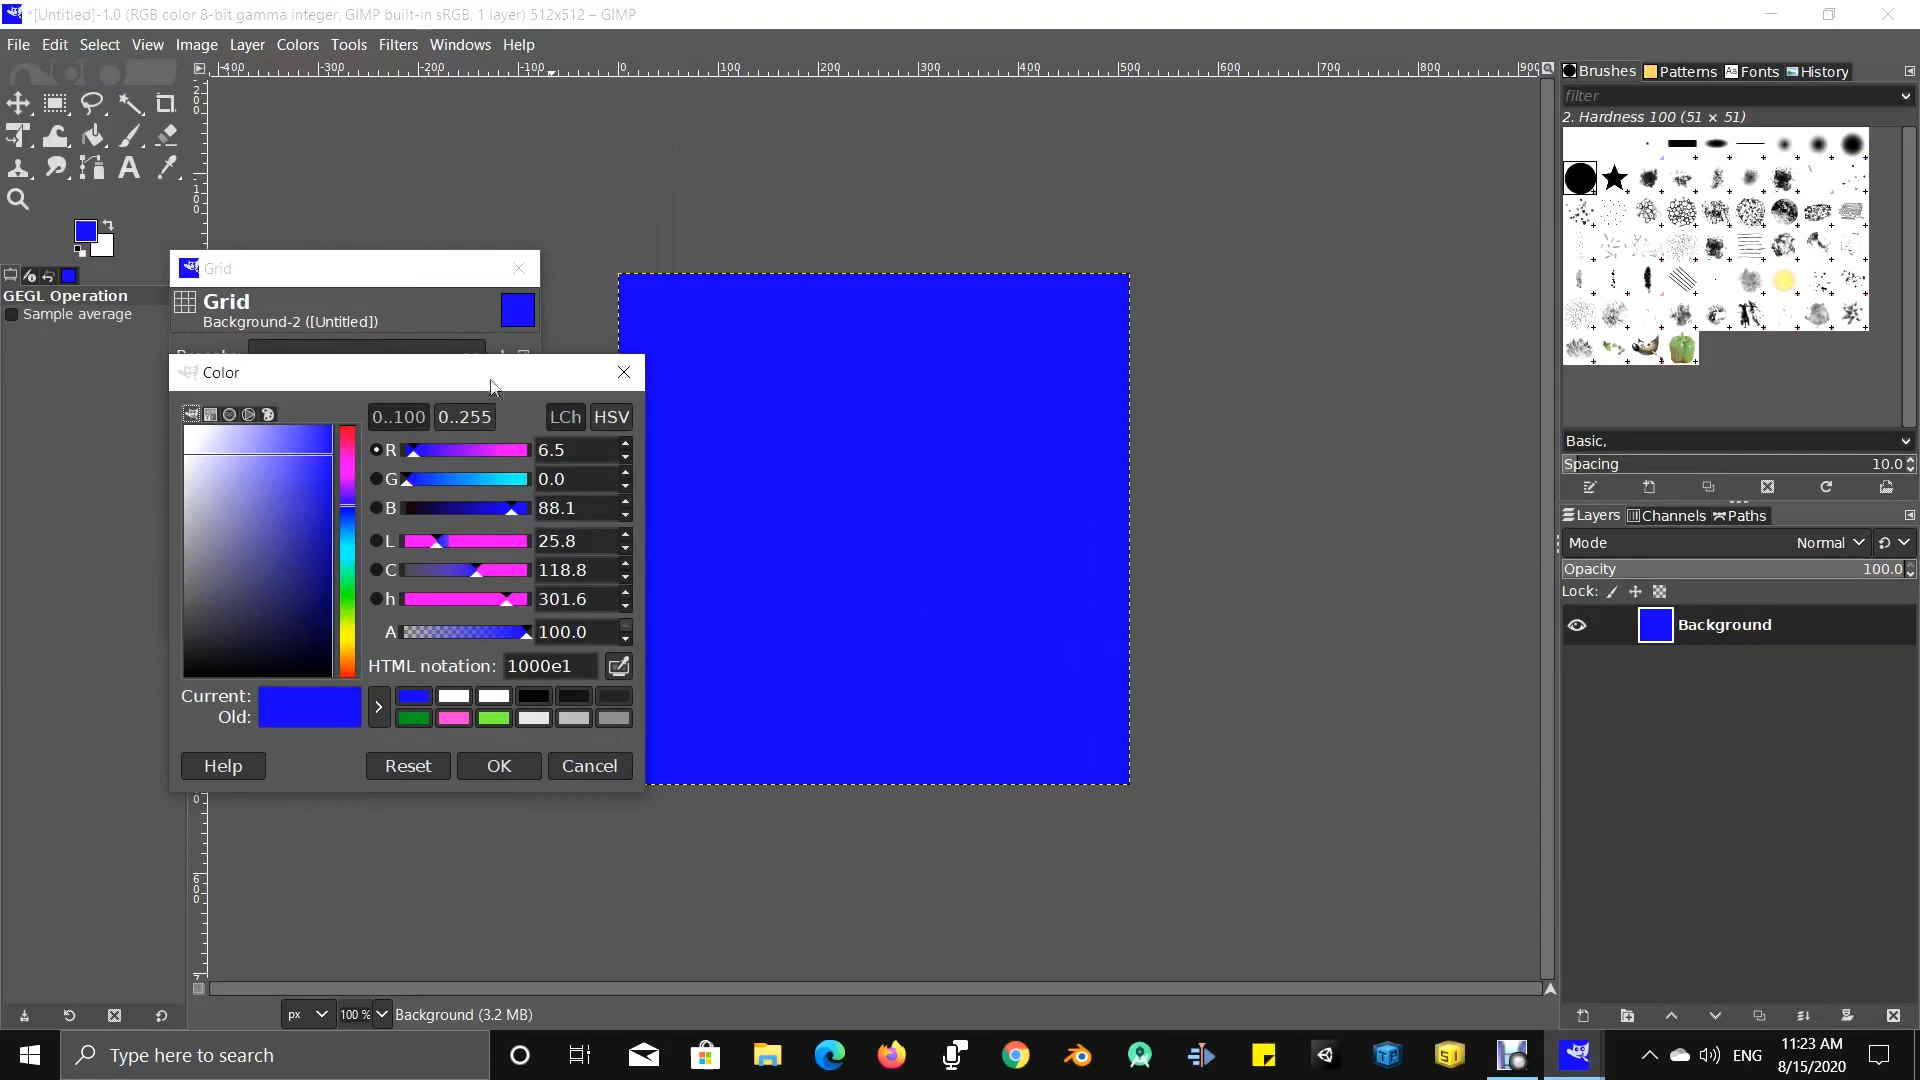 *[Untitled]-1.0 (RGB color 8-bit gamma integer, GIMP built-in sRGB, 1 layer) 512x512 – GIMP
File Edit Select View Image Layer Colors Tools Filters Windows Help
-400 -300 -200 -100 0 100 200 300 400 500 600 700 800 900
Brushes Patterns Fonts History
filter
2. Hardness 100 (51 × 51)
GEGL Operation
Sample average
Grid
Grid
Background-2 ([Untitled])
Color
0..100 0..255 LCh HSV
R 6.5
G 0.0
B 88.1
L 25.8
C 118.8
h 301.6
A 100.0
HTML notation: 1000e1
Current:
Old:
Help Reset OK Cancel
Basic,
Spacing 10.0
Layers Channels Paths
Mode Normal
Opacity 100.0
Lock:
Background
px 100 % Background (3.2 MB)
Type here to search
ENG
11:23 AM
8/15/2020